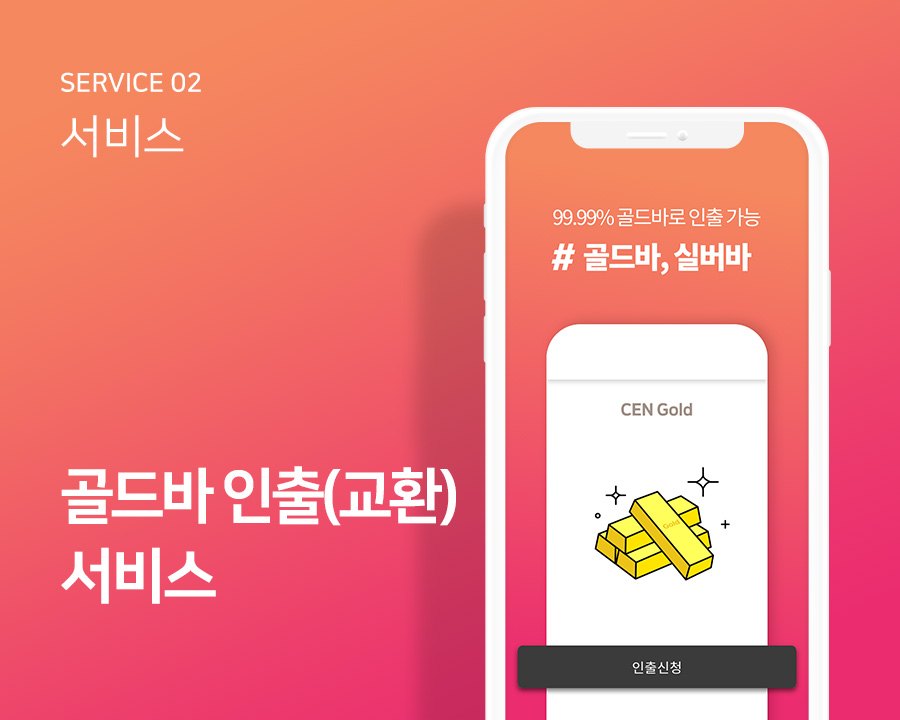 SERVICE 02
서비스
99.99% 골드바로 인출 가능
# 골드바, 실버바
CEN Gold
Gold
골드바 인출(교환)
서비스
인출신청